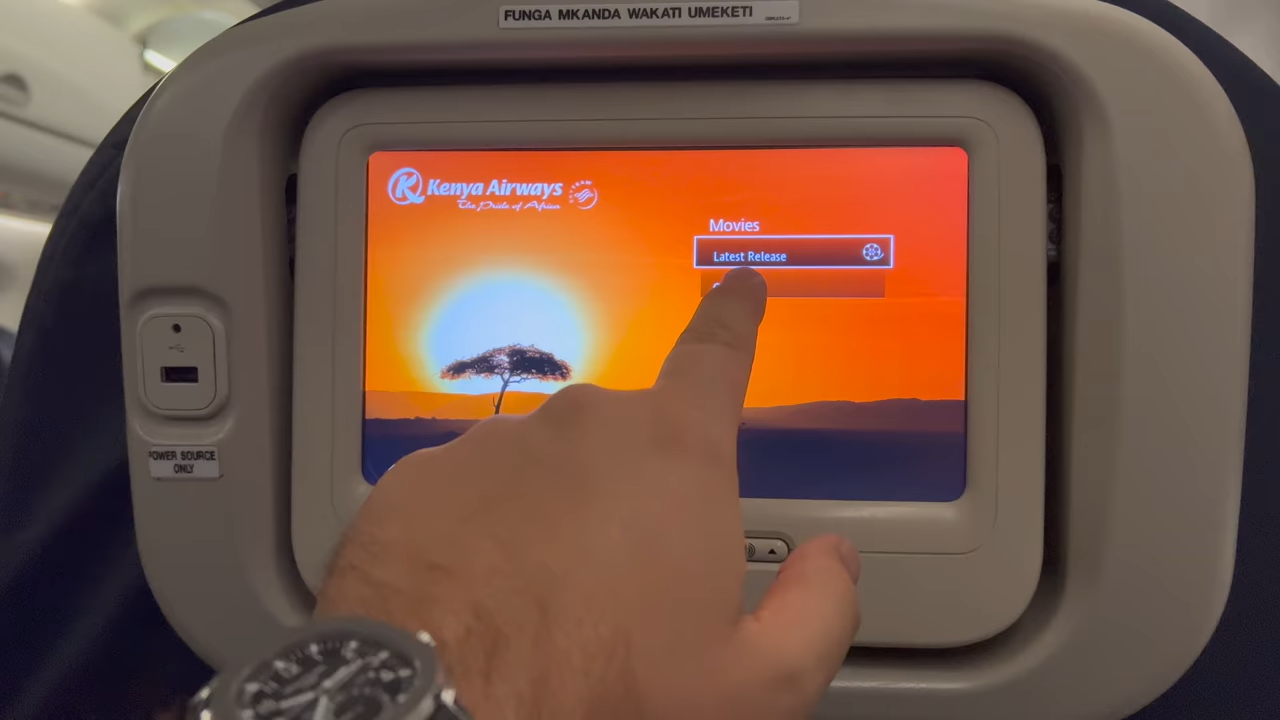 FUNGA MKANDA WAKATI UMEKETI
Kenya Airways
The Pride of Africa
Movies
Latest Release
POWER SOURCE
ONLY